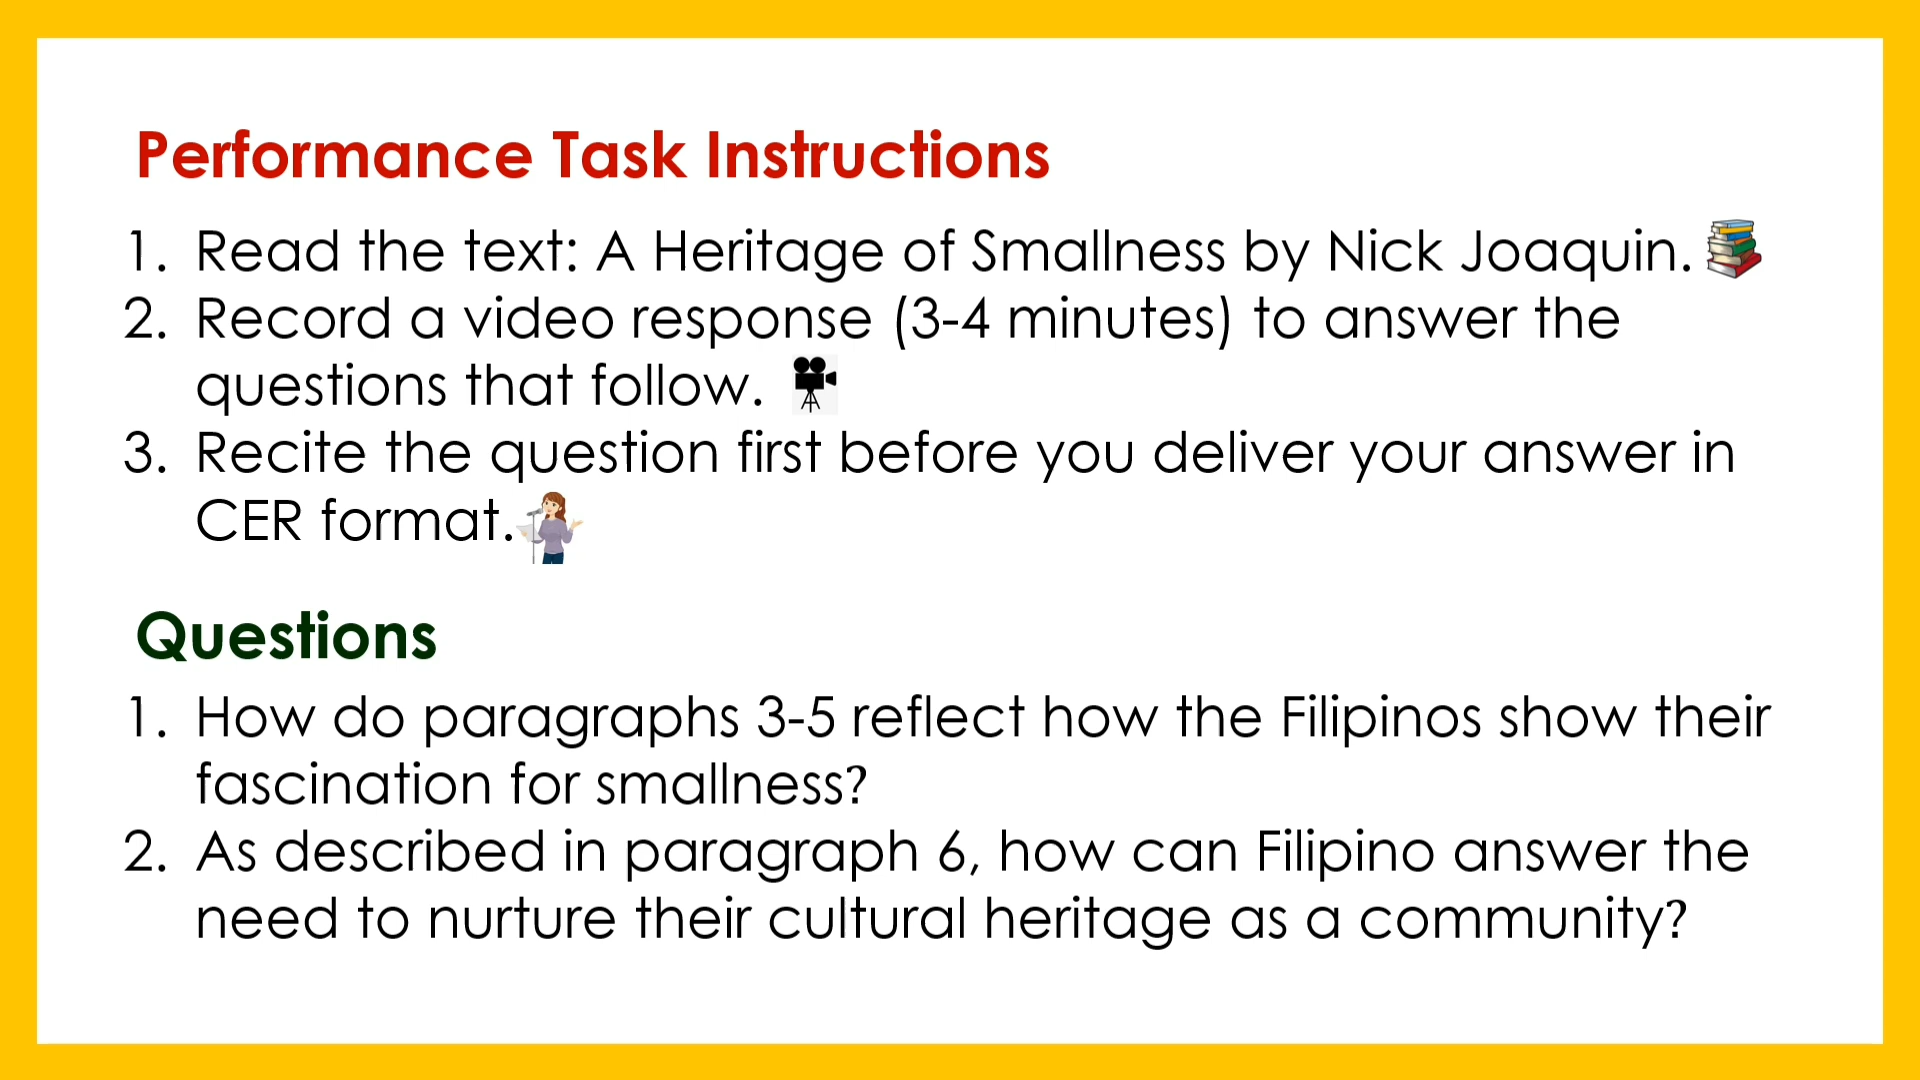 Performance Task Instructions
1. Read the text: A Heritage of Smallness by Nick Joaquin.
2. Record a video response (3-4 minutes) to answer the
questions that follow.
3. Recite the question first before you deliver your answer in
CER format.
Questions
1. How do paragraphs 3-5 reflect how the Filipinos show their
fascination for smallness?
2. As described in paragraph 6, how can Filipino answer the
need to nurture their cultural heritage as a community?